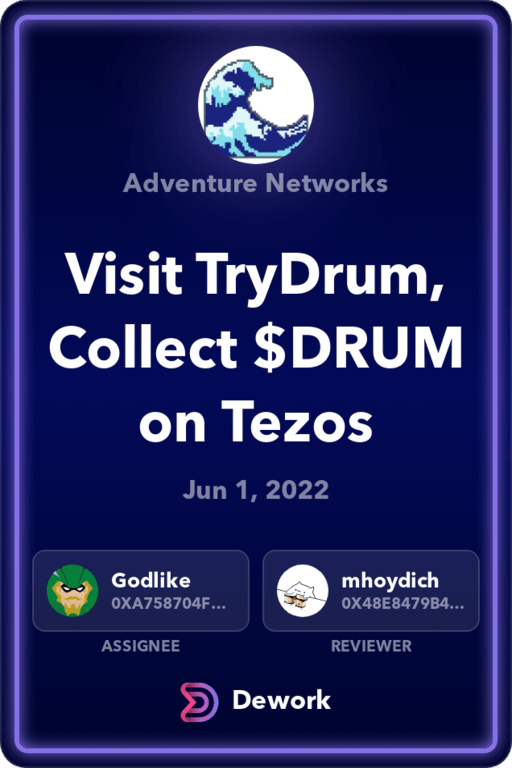 Adventure Networks
Visit TryDrum,
Collect $DRUM
on Tezos
Jun 1, 2022
Godlike
0XA758704F...
ASSIGNEE
mhoydich
0X48E8479B4...
REVIEWER
Dework